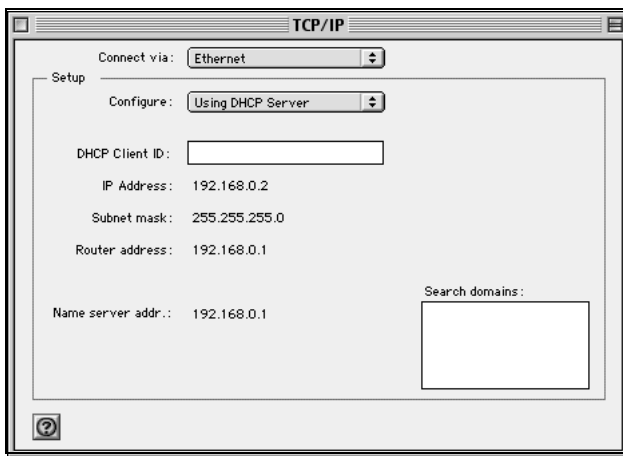 TCP/IP
Connect via: Ethernet
Setup
Configure: Using DHCP Server
DHCP Client ID:
IP Address: 192.168.0.2
Subnet mask: 255.255.255.0
Router address: 192.168.0.1
Search domains:
Name server addr.: 192.168.0.1
?